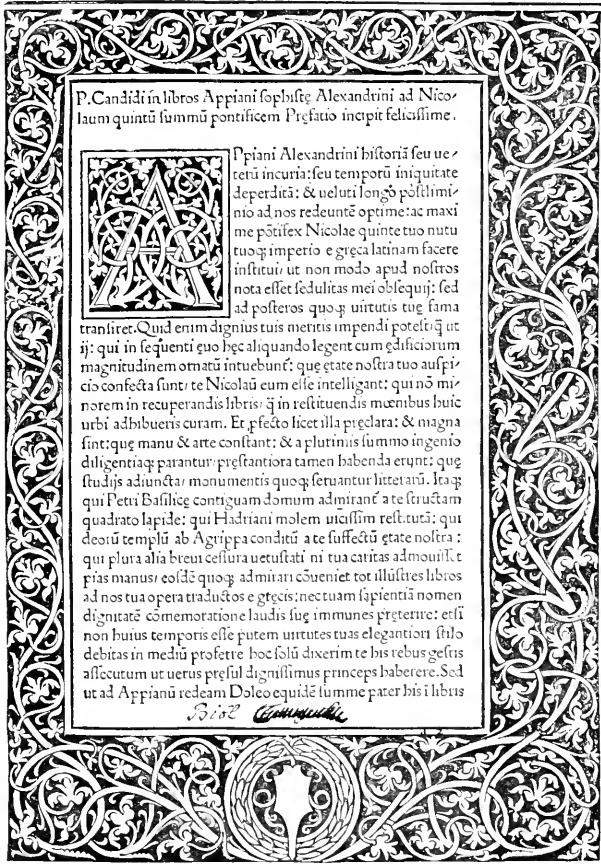 P. Candidi in libros Appiani sophistę Alexandrini ad Nico-
laum quintū summū pontificem Pręfatio incipit felicissime.
APpiani Alexandrini historiā seu ue-
terū incuria: seu temporū iniquitate
deperditā: & ueluti longo postlimi-
nio ad nos redeuntē optime: ac maxi
me pōtifex Nicolae quinte tuo nutu
tuoq; imperio e gręca latinam facere
institui: ut non modo apud nostros
nota esset sedulitas mei obsequij: sed
ad posteros quoq; uirtutis tuę fama
transiret. Quid enim dignius tuis meritis impendi potest: q̄ ut
ij: qui in sequenti ęuo hęc aliquando legent cum ędificiorum
magnitudinem ornatū intuebunt̄: quę ętate nostra tuo auspi-
cio confecta sunt: te Nicolaū eum esse intelligant: qui nō mi-
norem in recuperandis libris: q̄ in restituendis mœnibus huic
urbi adhibueris curam. Et ꝓfecto licet illa pręclara: & magna
sint: quę manu & arte constant: & a plurimis summo ingenio
diligentiaq; parantur: pręstantiora tamen habenda erunt: quę
studijs adiuncta: monumentis quoq; seruantur litterarū. Itaq;
qui Petri Basilicę contiguam domum admirant̄ a te structam
quadrato lapide: qui Hadriani molem uicissim restitutā: qui
deorū templū ab Agrippa conditū a te suffectū ętate nostra:
qui plura alia breui cessura uetustati ni tua caritas admouisset
pias manus: eosdē quoq; admirari cōueniet tot illustres libros
ad nos tua opera traductos e gręcis: nec tuam sapientiā nomen
dignitatē cōmemoratione laudis suę immunes pręterire: etsi
non huius temporis esse putem uirtutes tuas elegantiori stilo
debitas in mediū proferre hoc solū dixerim te his rebus gestis
assecutum ut uerus pręsul dignissimus princeps haberere. Sed
ut ad Appianū redeam Doleo equidē summe pater his ī libris